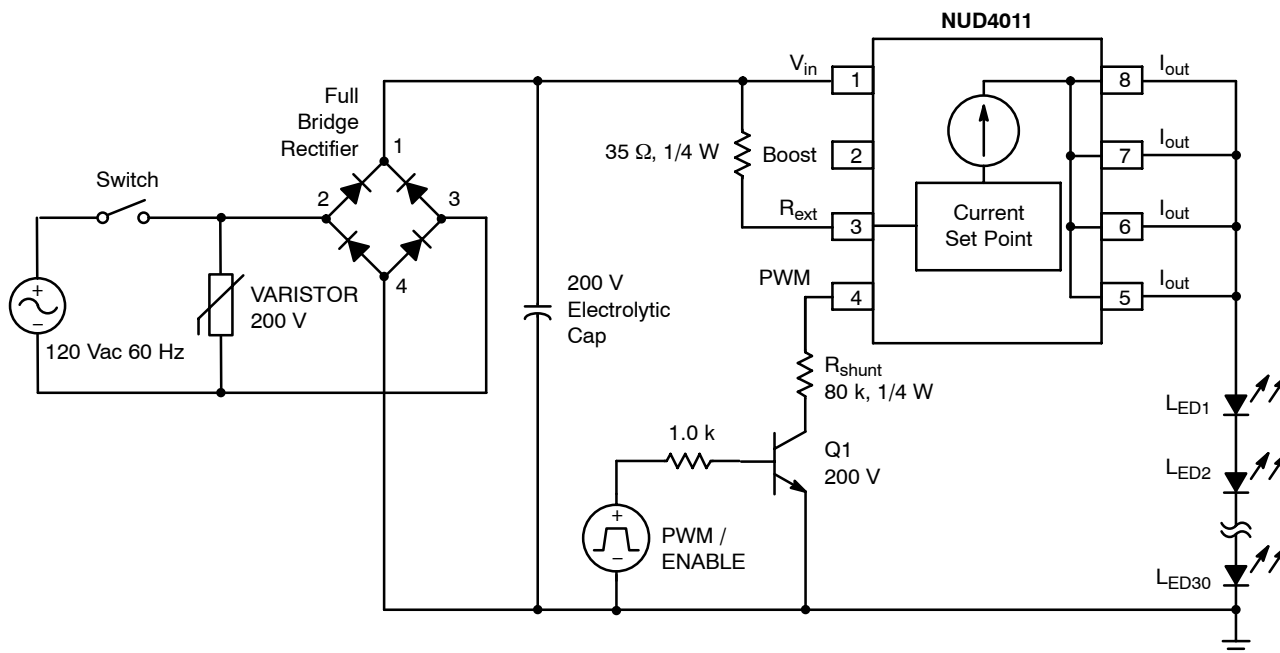 NUD4011
Full
Bridge
Rectifier
Switch
1
2
3
4
VARISTOR
200 V
+
−
120 Vac 60 Hz
200 V
Electrolytic
Cap
35 Ω, 1/4 W
Vin
1
Boost
2
Rext
3
PWM
4
Current
Set Point
8
Iout
7
Iout
6
Iout
5
Iout
Rshunt
80 k, 1/4 W
1.0 k
Q1
200 V
+
−
PWM /
ENABLE
LED1
LED2
LED30